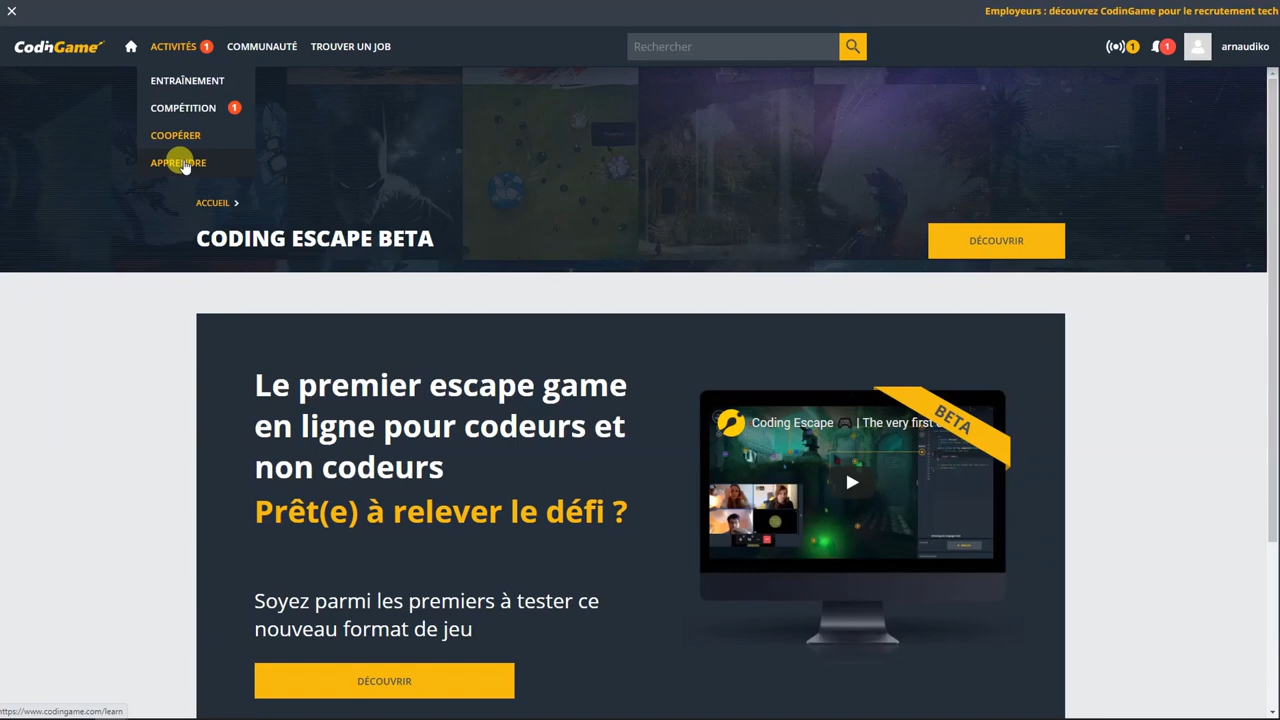 Employeurs : découvrez CodinGame pour le recrutement tech
CodinGame
ACTIVITÉS 1
COMMUNAUTÉ
TROUVER UN JOB
Rechercher
1
1
arnaudiko
ENTRAÎNEMENT
COMPÉTITION 1
COOPÉRER
APPRENDRE
ACCUEIL
CODING ESCAPE BETA
DÉCOUVRIR
Le premier escape game
en ligne pour codeurs et
non codeurs
Prêt(e) à relever le défi ?
Coding Escape 🎮 | The very first
BETA
Soyez parmi les premiers à tester ce
nouveau format de jeu
DÉCOUVRIR
https://www.codingame.com/learn